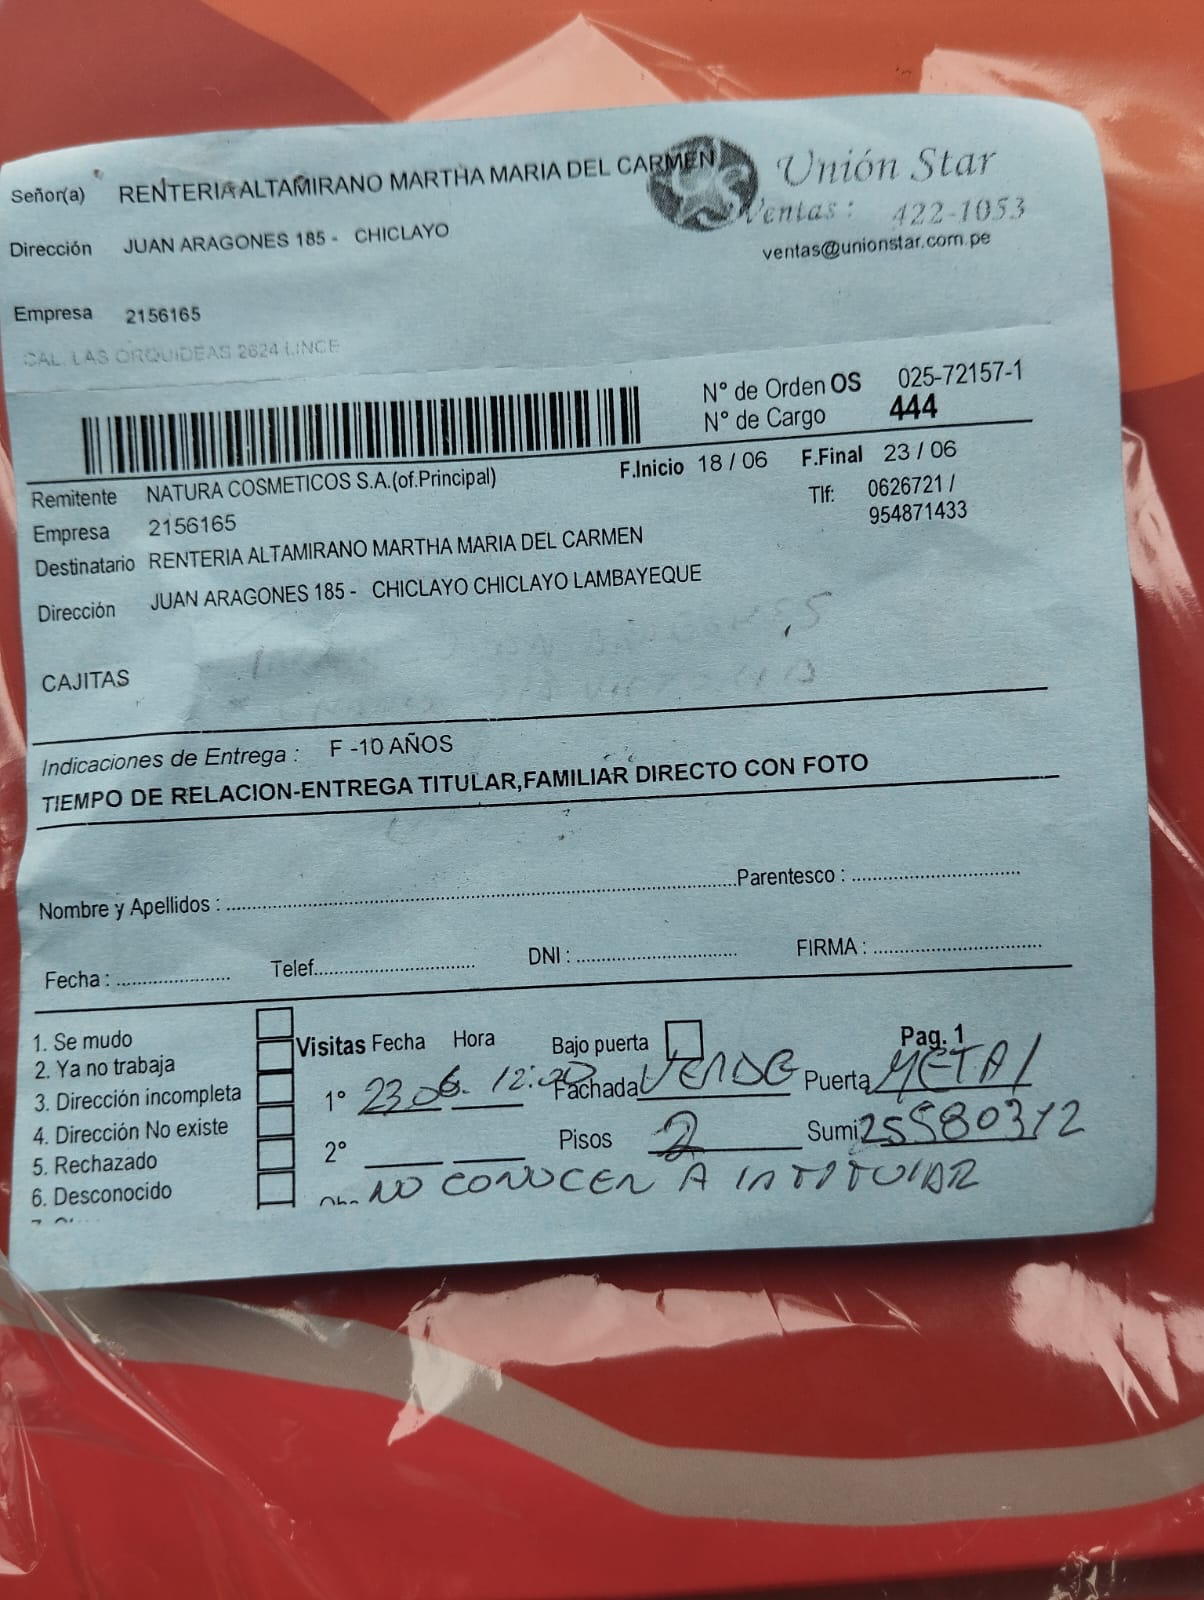 Señor(a) RENTERIA ALTAMIRANO MARTHA MARIA DEL CARMEN
Unión Star
Ventas: 422-1053
ventas@unionstar.com.pe
Dirección JUAN ARAGONES 185 - CHICLAYO
Empresa 2156165
CAL. LAS ORQUIDEAS 2624 LINCE
N° de Orden OS 025-72157-1
N° de Cargo 444
Remitente NATURA COSMETICOS S.A.(of.Principal)
F.Inicio 18 / 06 F.Final 23 / 06
Empresa 2156165
Tlf: 0626721 /
954871433
Destinatario RENTERIA ALTAMIRANO MARTHA MARIA DEL CARMEN
Dirección JUAN ARAGONES 185 - CHICLAYO CHICLAYO LAMBAYEQUE
CAJITAS
Indicaciones de Entrega : F -10 AÑOS
TIEMPO DE RELACION-ENTREGA TITULAR,FAMILIAR DIRECTO CON FOTO
Nombre y Apellidos : Parentesco :
Fecha : Telef. DNI : FIRMA :
1. Se mudo
2. Ya no trabaja
3. Dirección incompleta
4. Dirección No existe
5. Rechazado
6. Desconocido
Visitas Fecha Hora Bajo puerta Pag. 1
1° 23.06. 12:20 Fachada VERDE Puerta METAL
2° Pisos 2 Sumi 25580312
NO CONOCEN A TITULAR